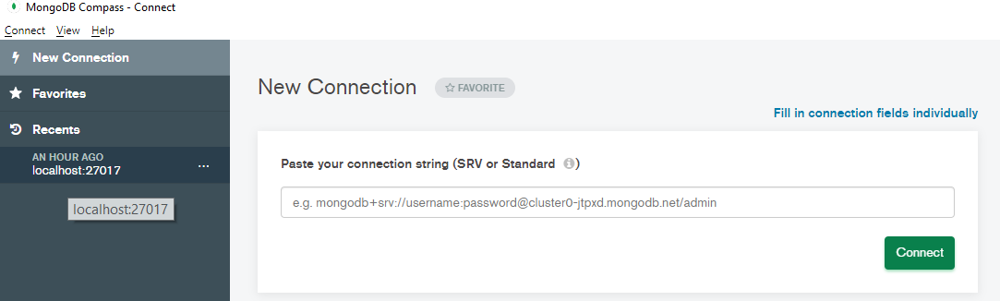 MongoDB Compass - Connect
Connect View Help
New Connection
Favorites
Recents
AN HOUR AGO
localhost:27017
...
localhost:27017
New Connection
FAVORITE
Fill in connection fields individually
Paste your connection string (SRV or Standard i)
e.g. mongodb+srv://username:password@cluster0-jtpxd.mongodb.net/admin
Connect